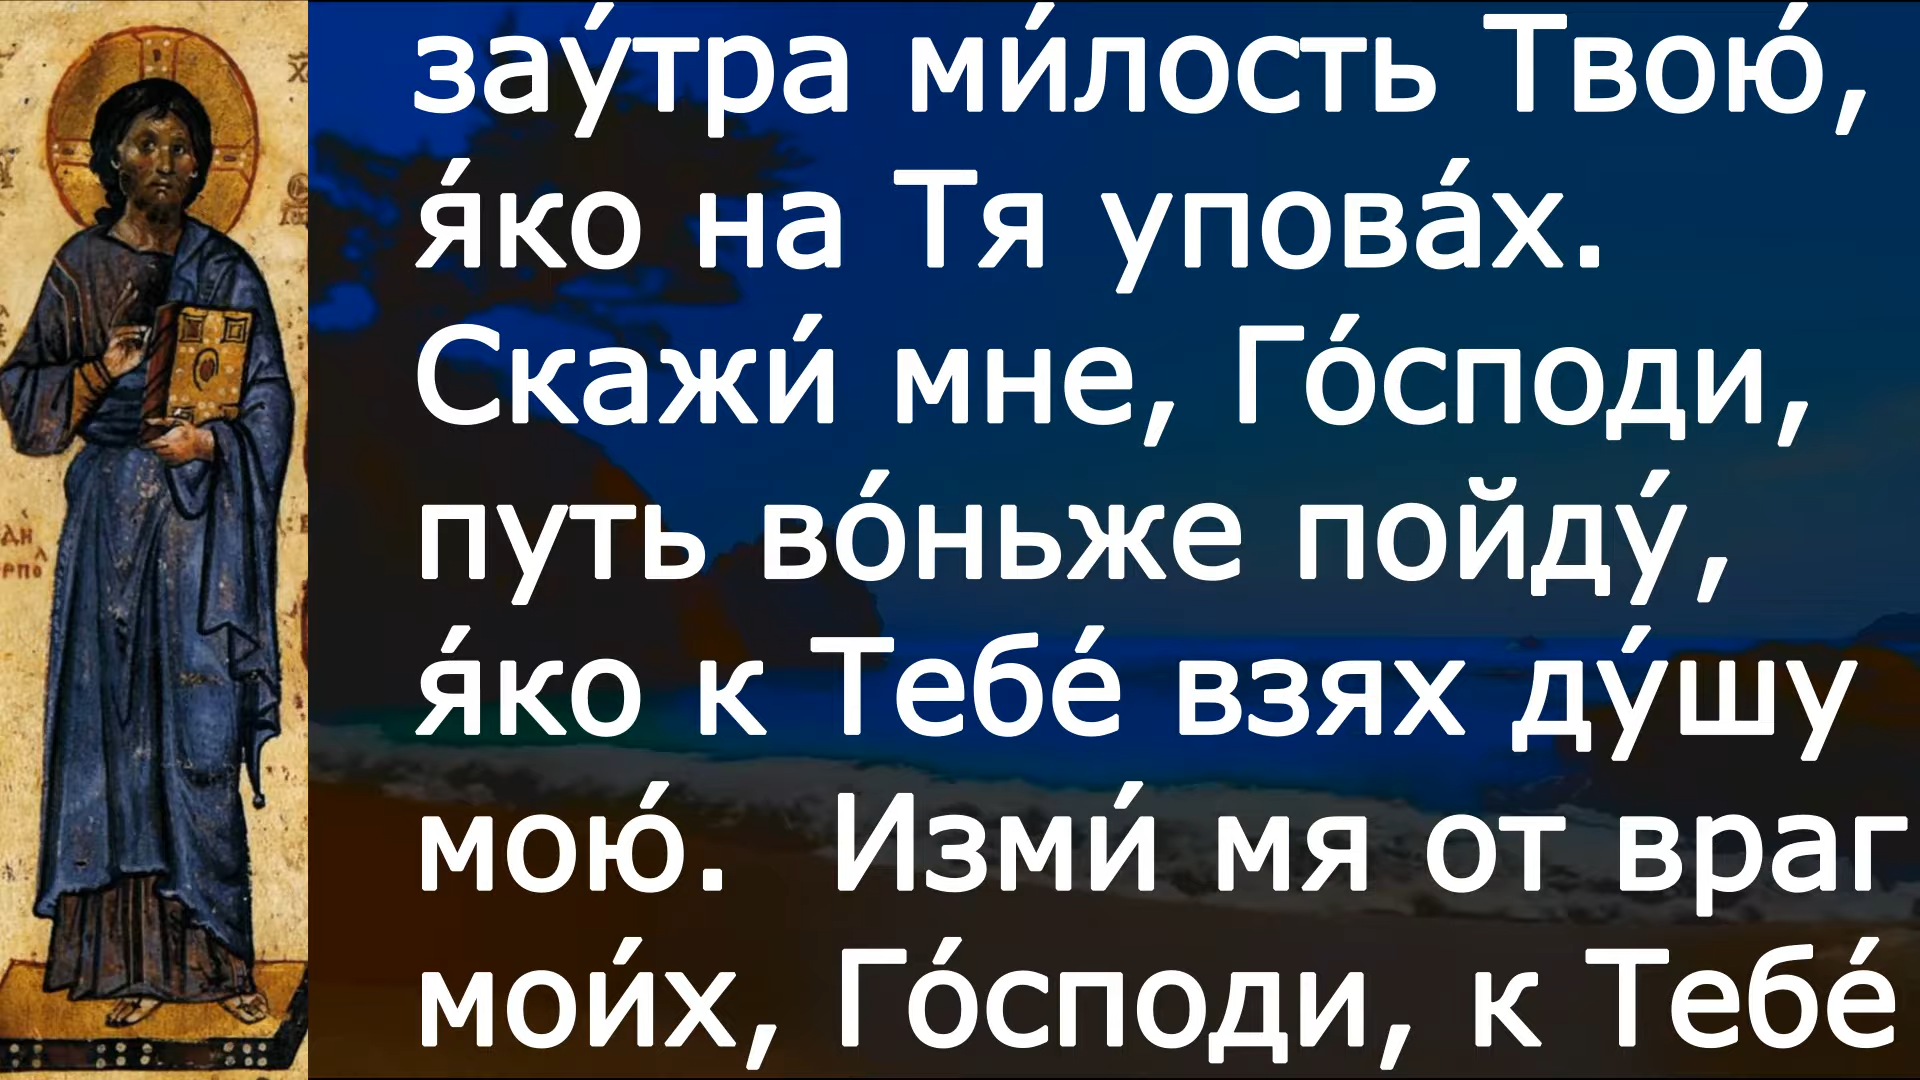 зау́тра ми́лость Твою́,
я́ко на Тя упова́х.
Скажи́ мне, Го́споди,
путь во́ньже пойду́,
я́ко к Тебе́ взях ду́шу
мою́.  Изми́ мя от враг
мои́х, Го́споди, к Тебе́